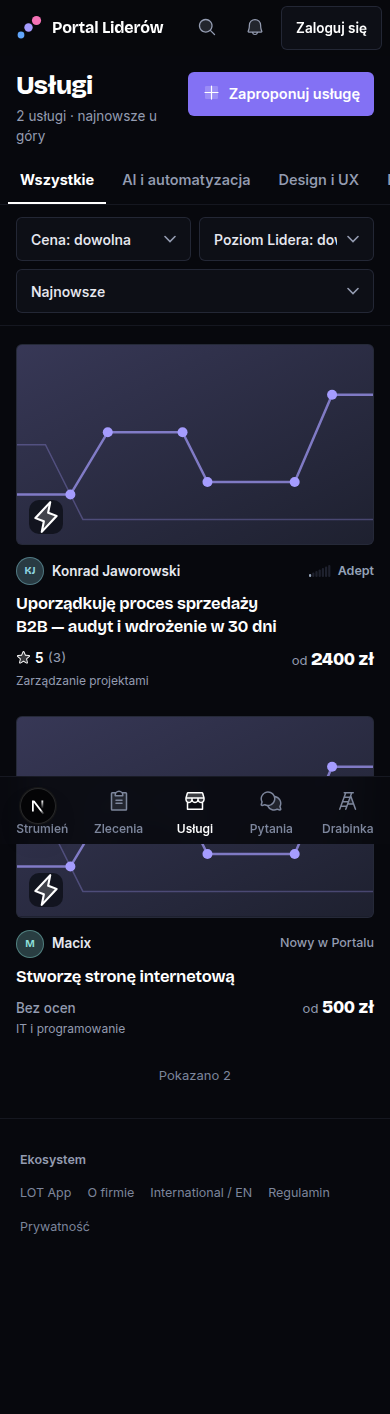 Portal Liderów
Zaloguj się
Usługi
2 usługi · najnowsze u
góry
Zaproponuj usługę
Wszystkie
AI i automatyzacja
Design i UX
Cena: dowolna
Poziom Lidera: dow
Najnowsze
KJ
Konrad Jaworowski
Adept
Uporządkuję proces sprzedaży
B2B — audyt i wdrożenie w 30 dni
5 (3)
od 2400 zł
Zarządzanie projektami
N
Strumień
Zlecenia
Usługi
Pytania
Drabinka
M
Macix
Nowy w Portalu
Stworzę stronę internetową
Bez ocen
od 500 zł
IT i programowanie
Pokazano 2
Ekosystem
LOT App
O firmie
International / EN
Regulamin
Prywatność